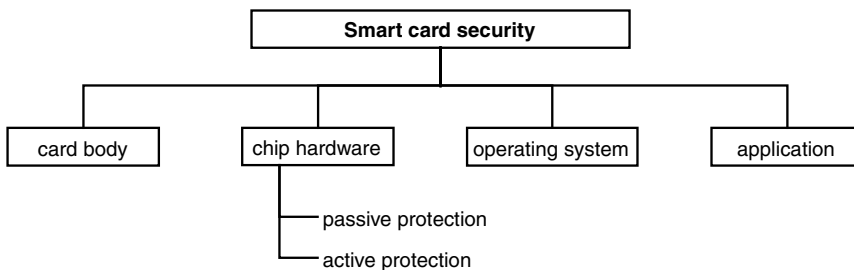 Smart card security
card body
chip hardware
operating system
application
passive protection
active protection